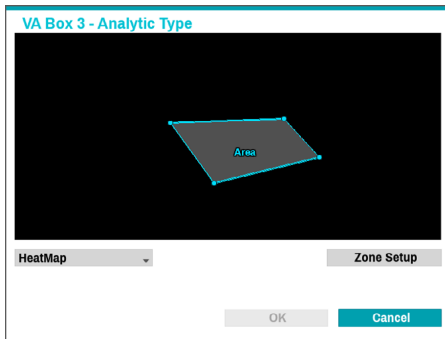 VA Box 3 - Analytic Type
Area
HeatMap
Zone Setup
OK
Cancel